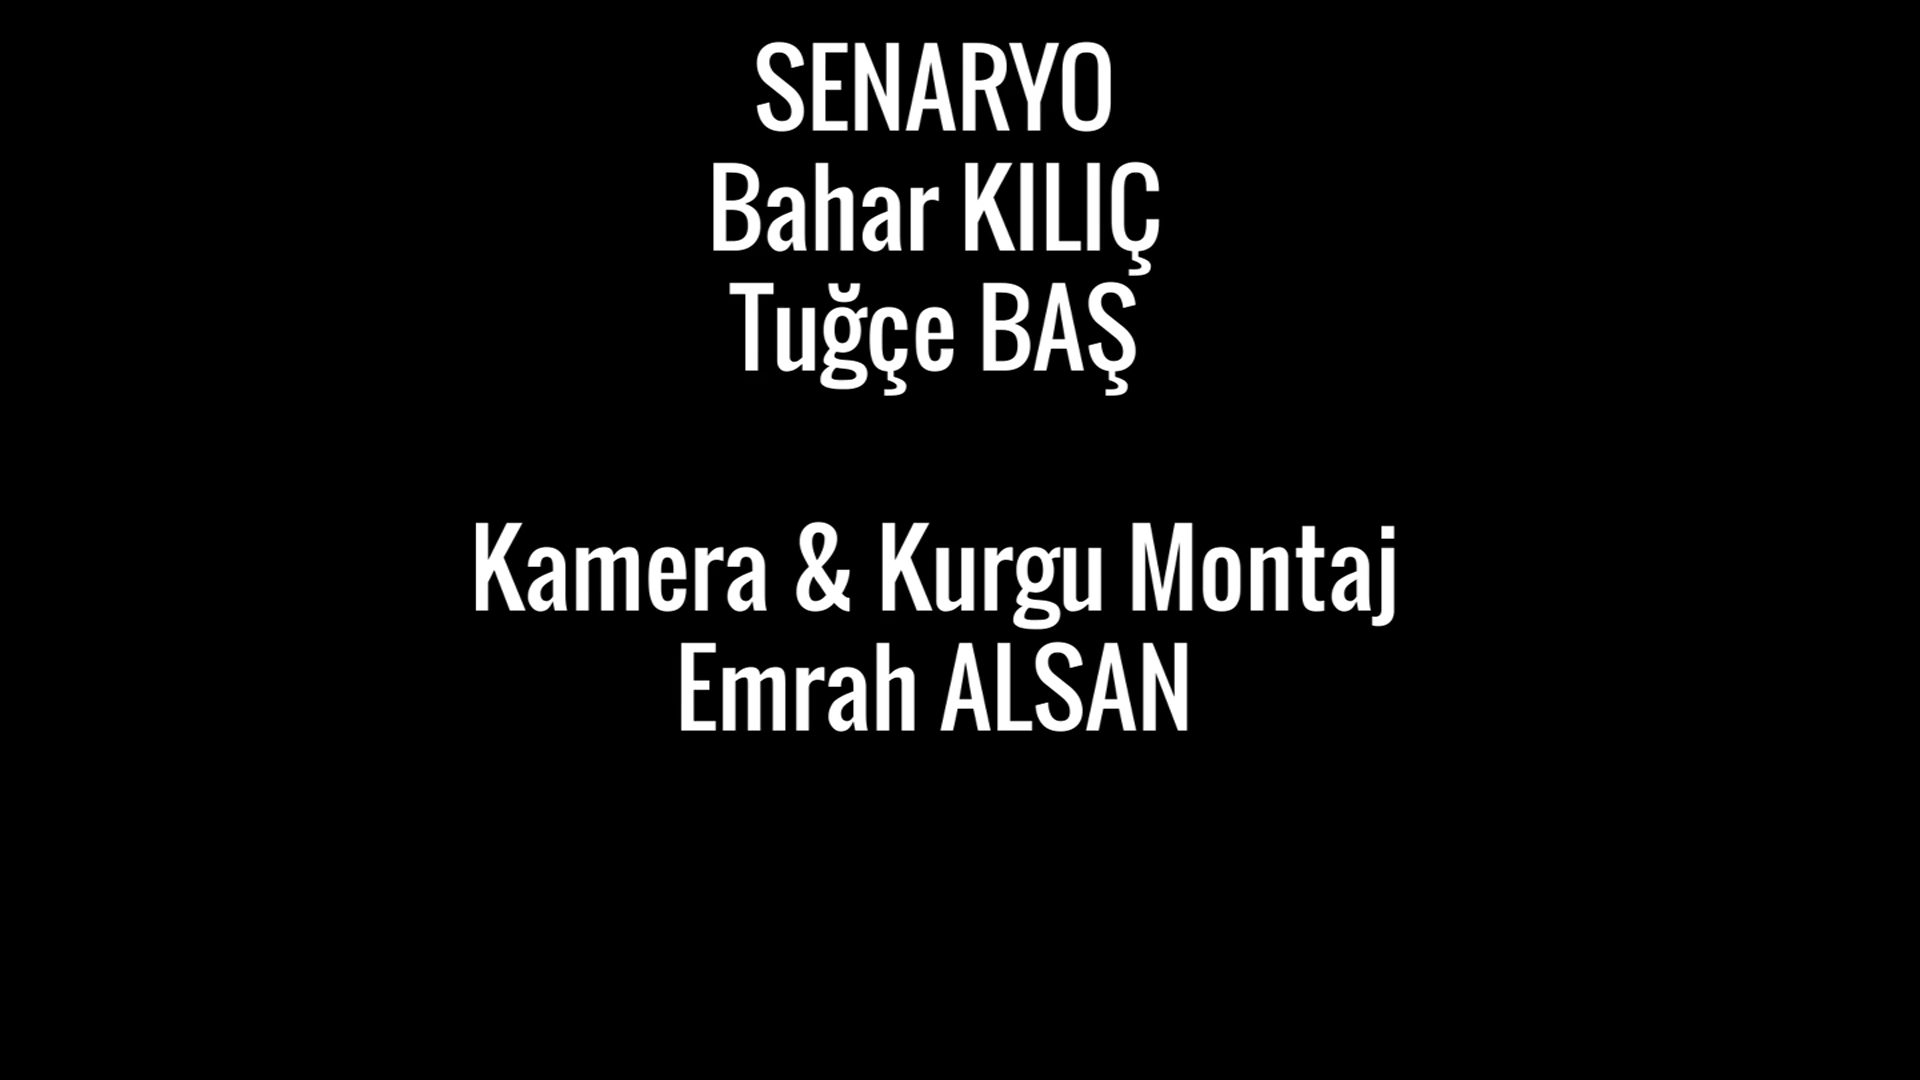 SENARYO
Bahar KILIÇ
Tuğçe BAŞ
Kamera & Kurgu Montaj
Emrah ALSAN